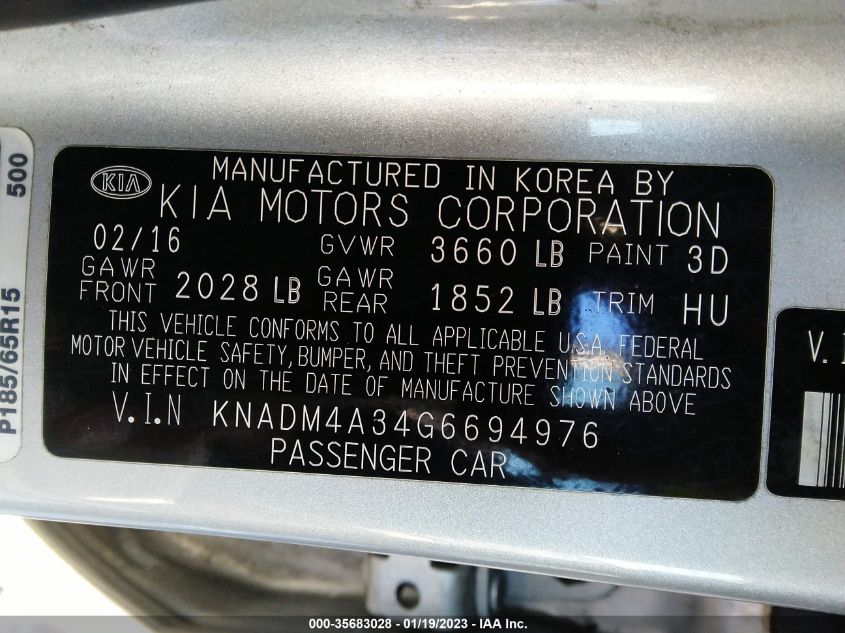 MANUFACTURED IN KOREA BY
KIA KIA MOTORS CORPORATION
02/16 GVWR 3660 LB PAINT 3D
GAWR FRONT 2028 LB GAWR REAR 1852 LB TRIM HU
THIS VEHICLE CONFORMS TO ALL APPLICABLE U.S.A. FEDERAL
MOTOR VEHICLE SAFETY, BUMPER, AND THEFT PREVENTION STANDARDS
IN EFFECT ON THE DATE OF MANUFACTURE SHOWN ABOVE
V.I.N KNADM4A34G6694976
PASSENGER CAR
P185/65R15 500
V.I
000-35683028 - 01/19/2023 - IAA Inc.